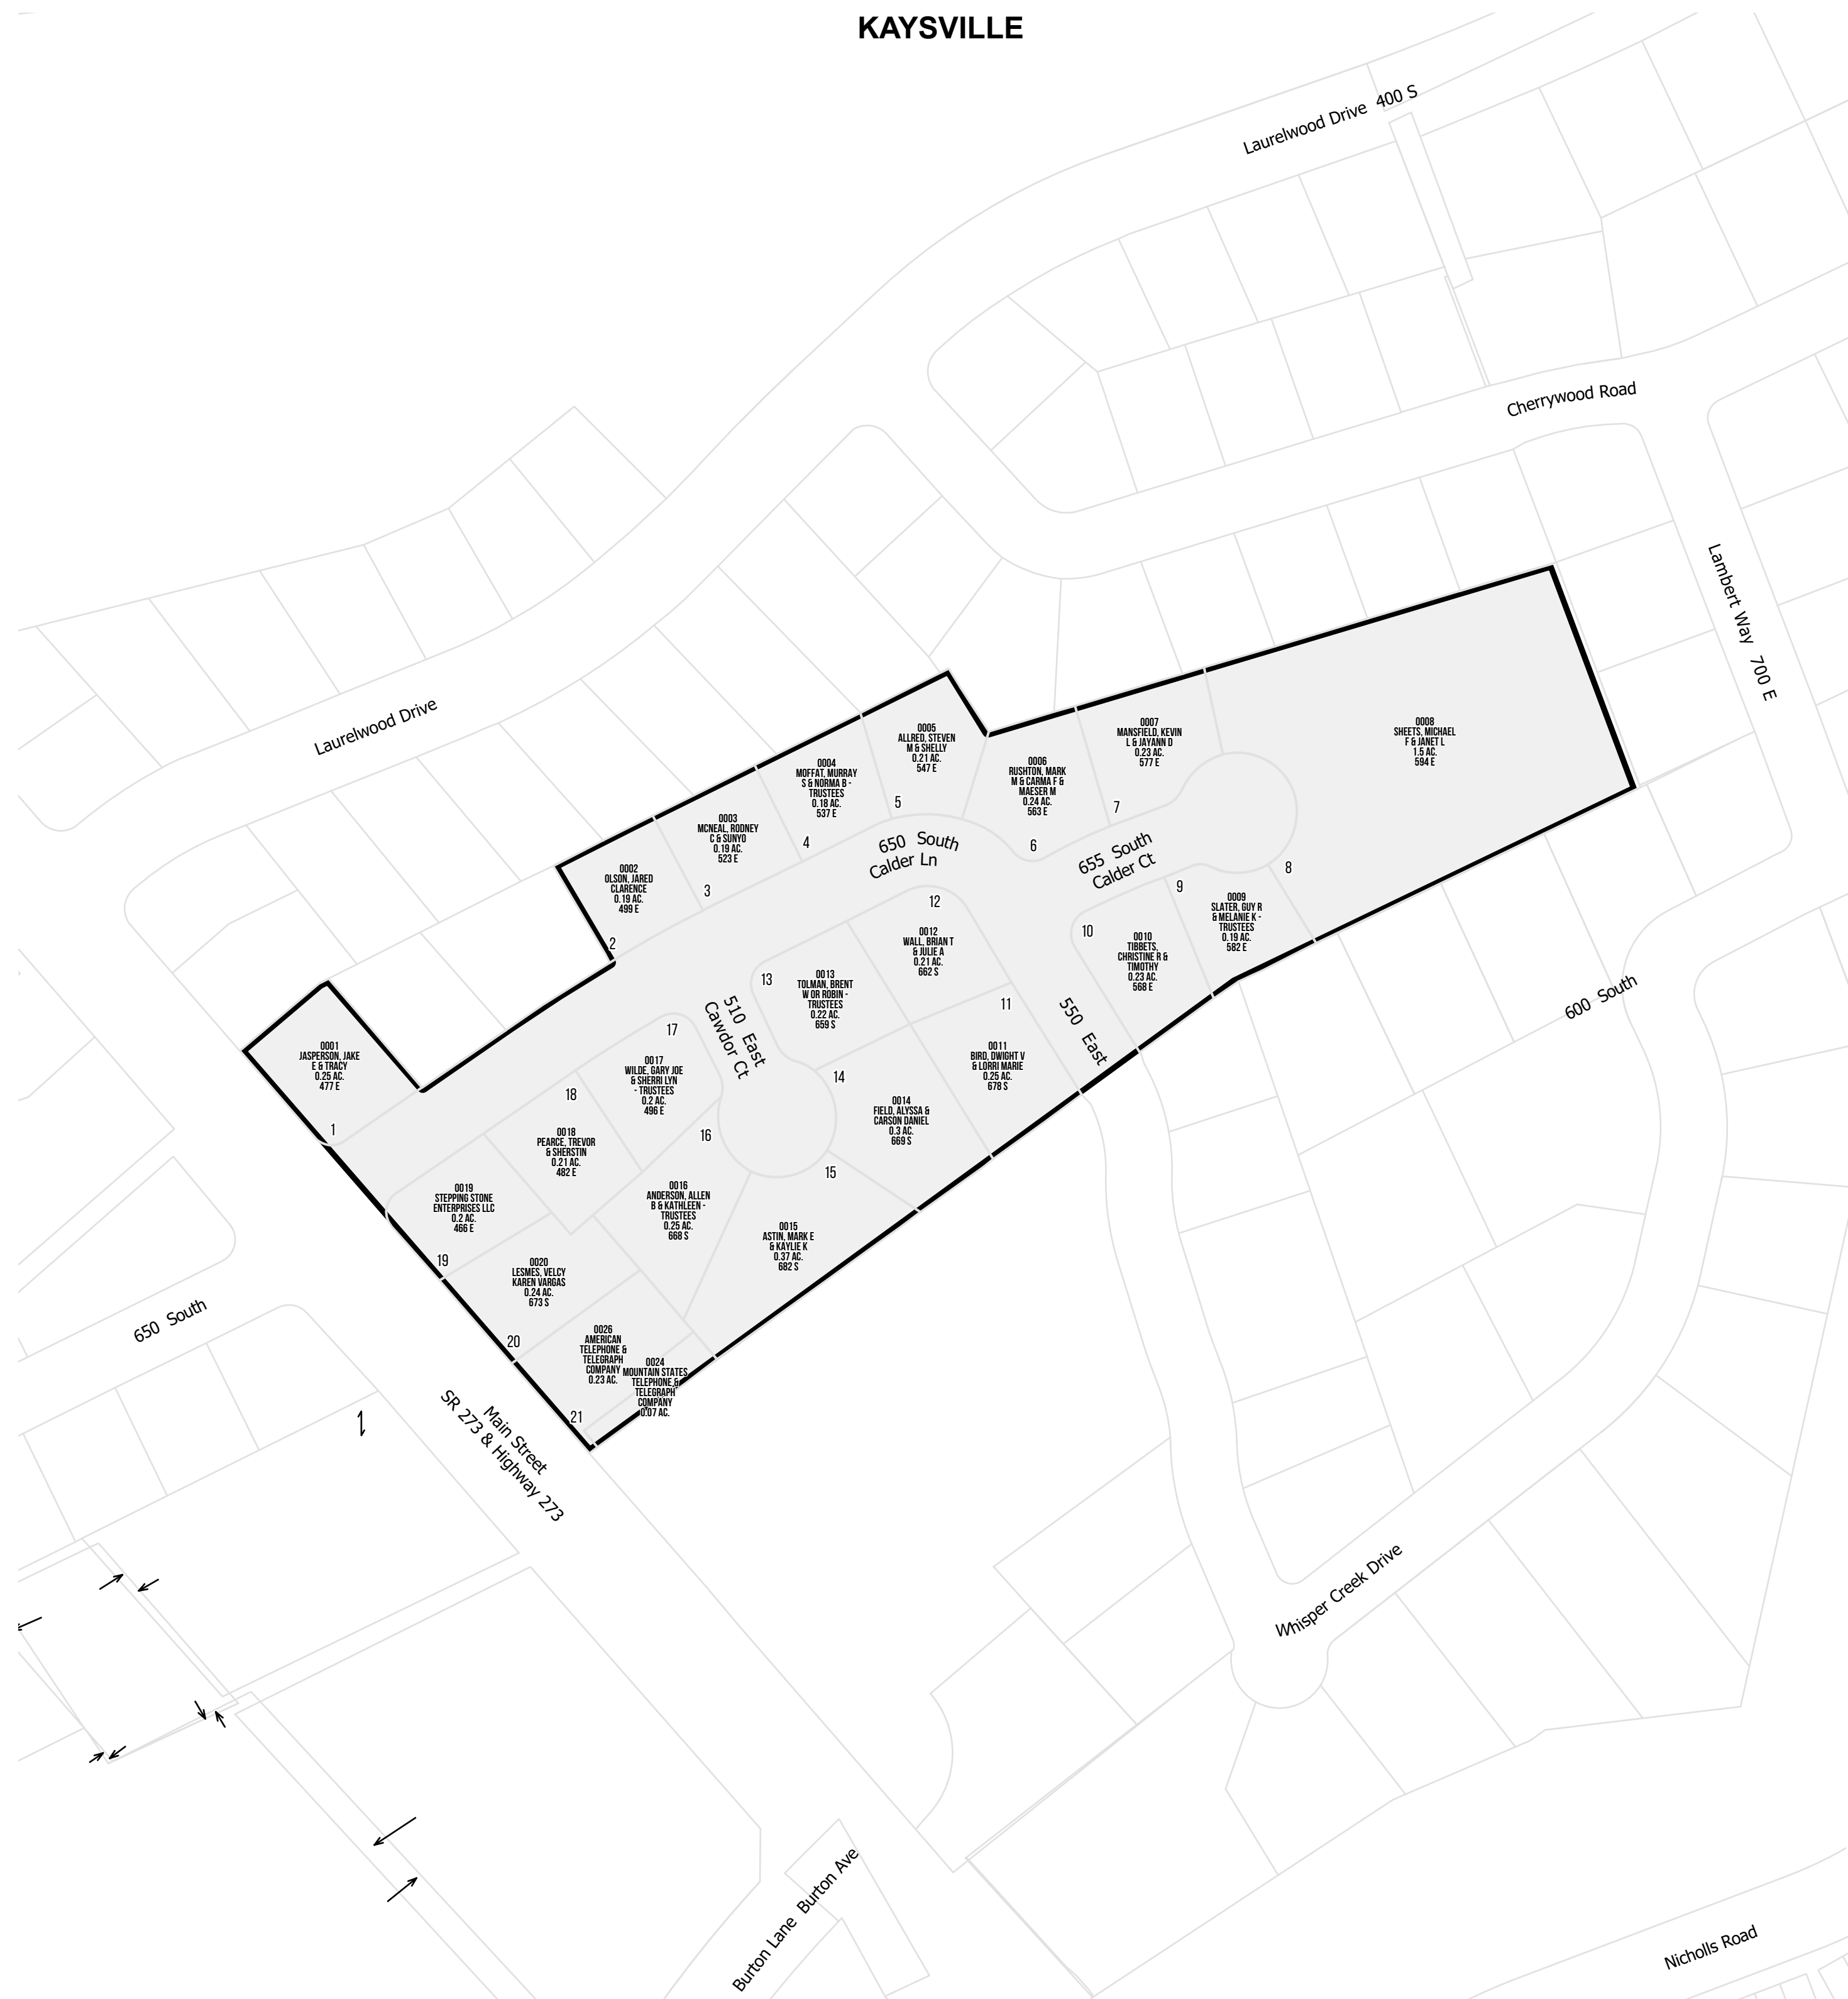 KAYSVILLE
Laurelwood Drive 400 S
Cherrywood Road
Lambert Way 700 E
Laurelwood Drive
0001
JASPERSON, JAKE
E & TRACY
0.25 AC.
477 E
1
0002
OLSON, JARED
CLARENCE
0.19 AC.
499 E
2
0003
MCNEAL, RODNEY
C & SUNYO
0.19 AC.
523 E
3
0004
MOFFAT, MURRAY
S & NORMA B -
TRUSTEES
0.18 AC.
537 E
4
0005
ALLRED, STEVEN
M & SHELLY
0.21 AC.
547 E
5
0006
RUSHTON, MARK
M & CARMA F &
MAESER M
0.24 AC.
563 E
6
0007
MANSFIELD, KEVIN
L & JAYANN D
0.23 AC.
577 E
7
0008
SHEETS, MICHAEL
F & JANET L
1.5 AC.
594 E
8
650 South
Calder Ln
655 South
Calder Ct
9
0009
SLATER, GUY R
& MELANIE K -
TRUSTEES
0.19 AC.
582 E
10
0010
TIBBETS,
CHRISTINE R &
TIMOTHY
0.23 AC.
568 E
550 East
11
0011
BIRD, DWIGHT V
& LORRI MARIE
0.25 AC.
678 S
12
0012
WALL, BRIAN T
& JULIE A
0.21 AC.
662 S
13
0013
TOLMAN, BRENT
W OR ROBIN -
TRUSTEES
0.22 AC.
659 S
510 East
Cawdor Ct
14
0014
FIELD, ALYSSA &
CARSON DANIEL
0.3 AC.
669 S
15
0015
ASTIN, MARK E
& KAYLIE K
0.37 AC.
682 S
16
0016
ANDERSON, ALLEN
B & KATHLEEN -
TRUSTEES
0.25 AC.
668 S
17
0017
WILDE, GARY JOE
& SHERRI LYN
- TRUSTEES
0.2 AC.
496 E
18
0018
PEARCE, TREVOR
& SHERSTIN
0.21 AC.
482 E
0019
STEPPING STONE
ENTERPRISES LLC
0.2 AC.
466 E
19
0020
LESMES, VELCY
KAREN VARGAS
0.24 AC.
673 S
20
0026
AMERICAN
TELEPHONE &
TELEGRAPH
COMPANY
0.23 AC.
0024
MOUNTAIN STATES
TELEPHONE &
TELEGRAPH
COMPANY
0.07 AC.
21
600 South
650 South
Main Street
SR 273 & Highway 273
Whisper Creek Drive
Burton Lane Burton Ave
Nicholls Road